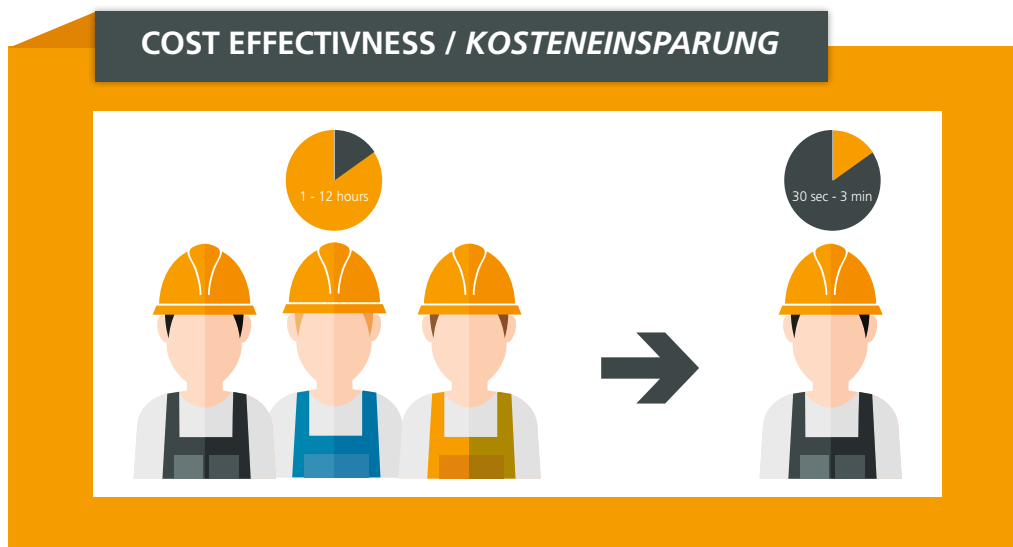 COST EFFECTIVNESS / KOSTENEINSPARUNG
1 - 12 hours
30 sec - 3 min